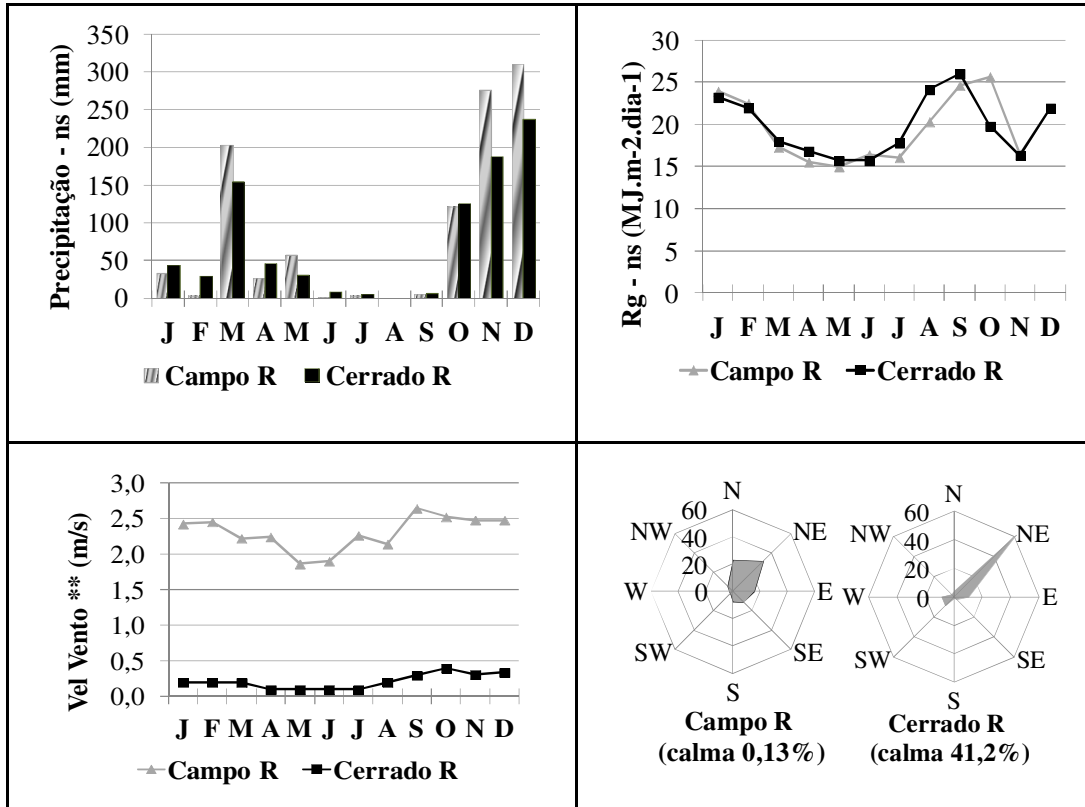 Precipitação - ns (mm)
350
300
250
200
150
100
50
0
J F M A M J J A S O N D
Campo R Cerrado R
Rg - ns (MJ.m-2.dia-1)
30
25
20
15
10
5
0
J F M A M J J A S O N D
Campo R Cerrado R
Vel Vento ** (m/s)
3,0
2,5
2,0
1,5
1,0
0,5
0,0
J F M A M J J A S O N D
Campo R Cerrado R
N
NW 60 NE
40
20
W 0 E
SW SE
S
Campo R
(calma 0,13%)
N
NW 60 NE
40
20
W 0 E
SW SE
S
Cerrado R
(calma 41,2%)